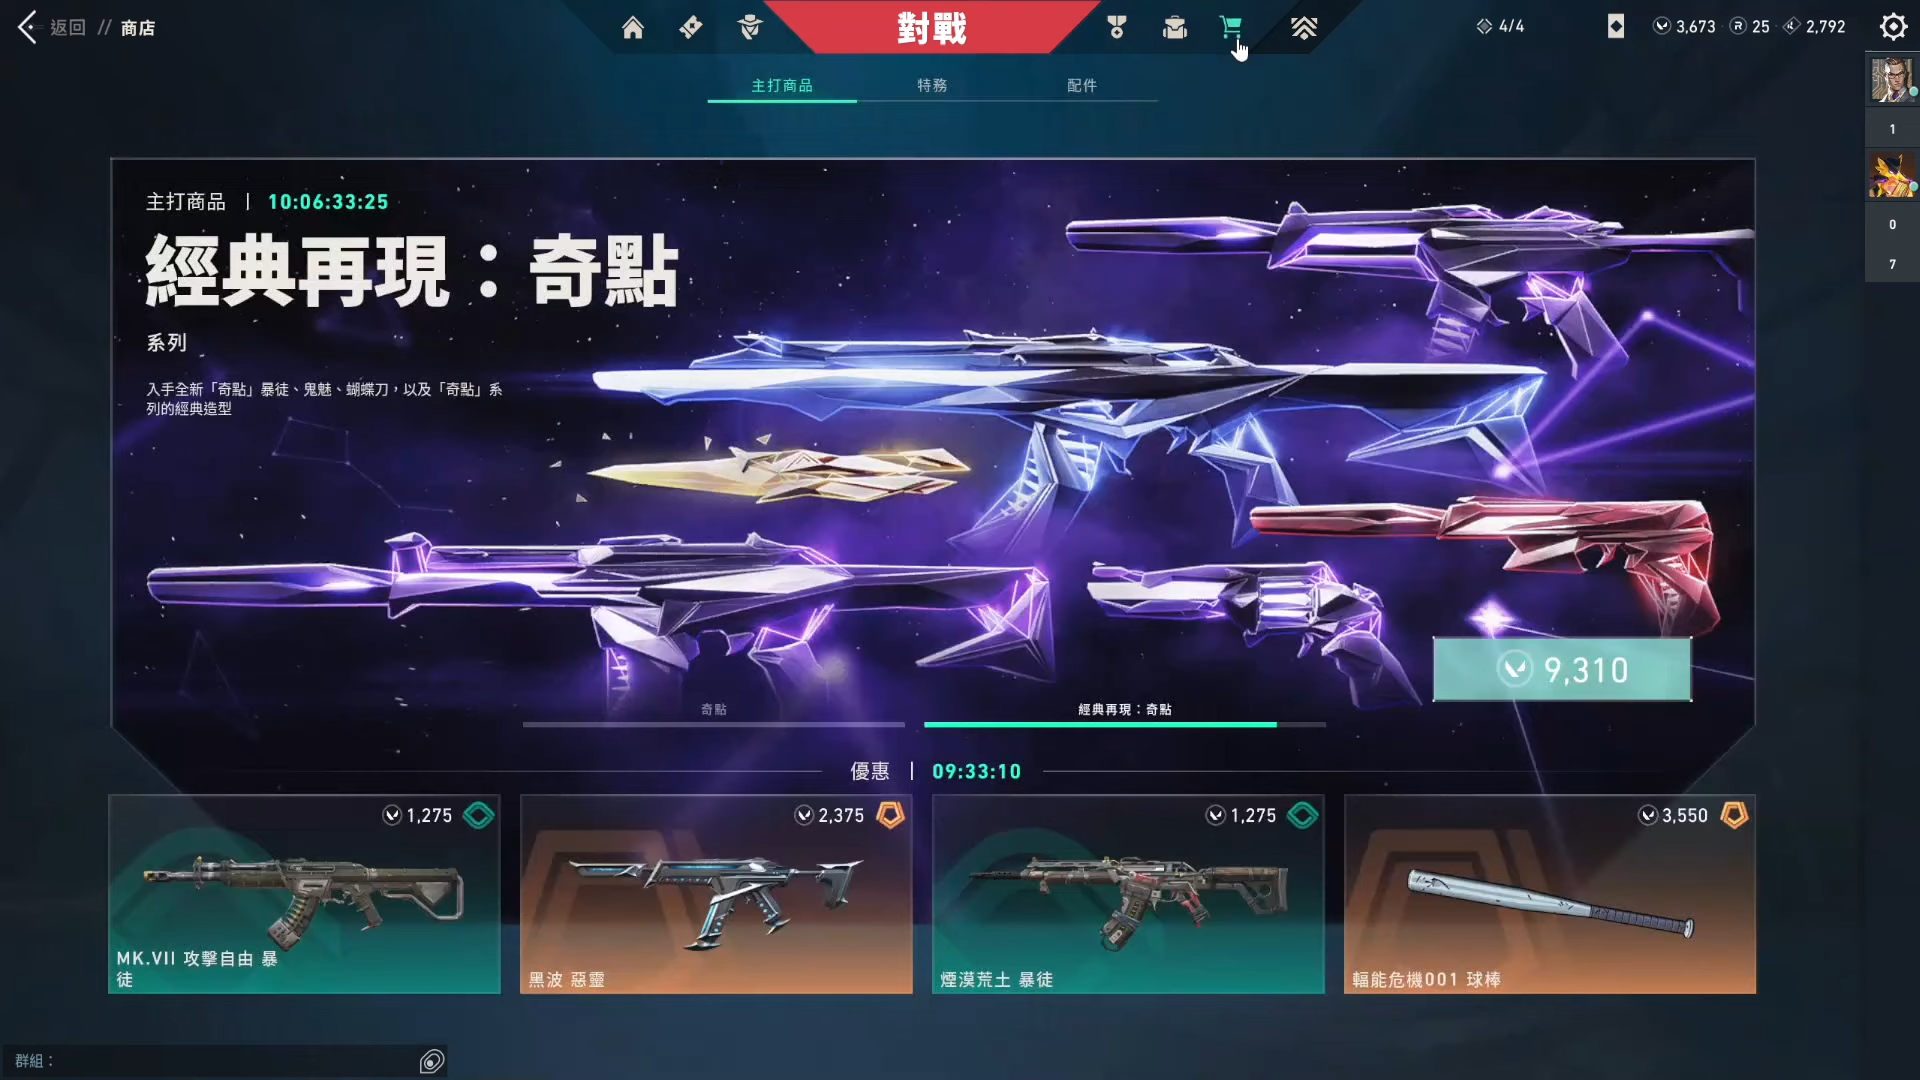 返回 // 商店
對戰
4/4
3,673
25
2,792
主打商品
特務
配件
1
0
7
主打商品 | 10:06:33:25
經典再現：奇點
系列
入手全新「奇點」暴徒、鬼魅、蝴蝶刀，以及「奇點」系
列的經典造型
9,310
奇點
經典再現：奇點
優惠 | 09:33:10
1,275
MK.VII 攻擊自由 暴
徒
2,375
黑波 惡靈
1,275
煙漠荒土 暴徒
3,550
輻能危機001 球棒
群組：